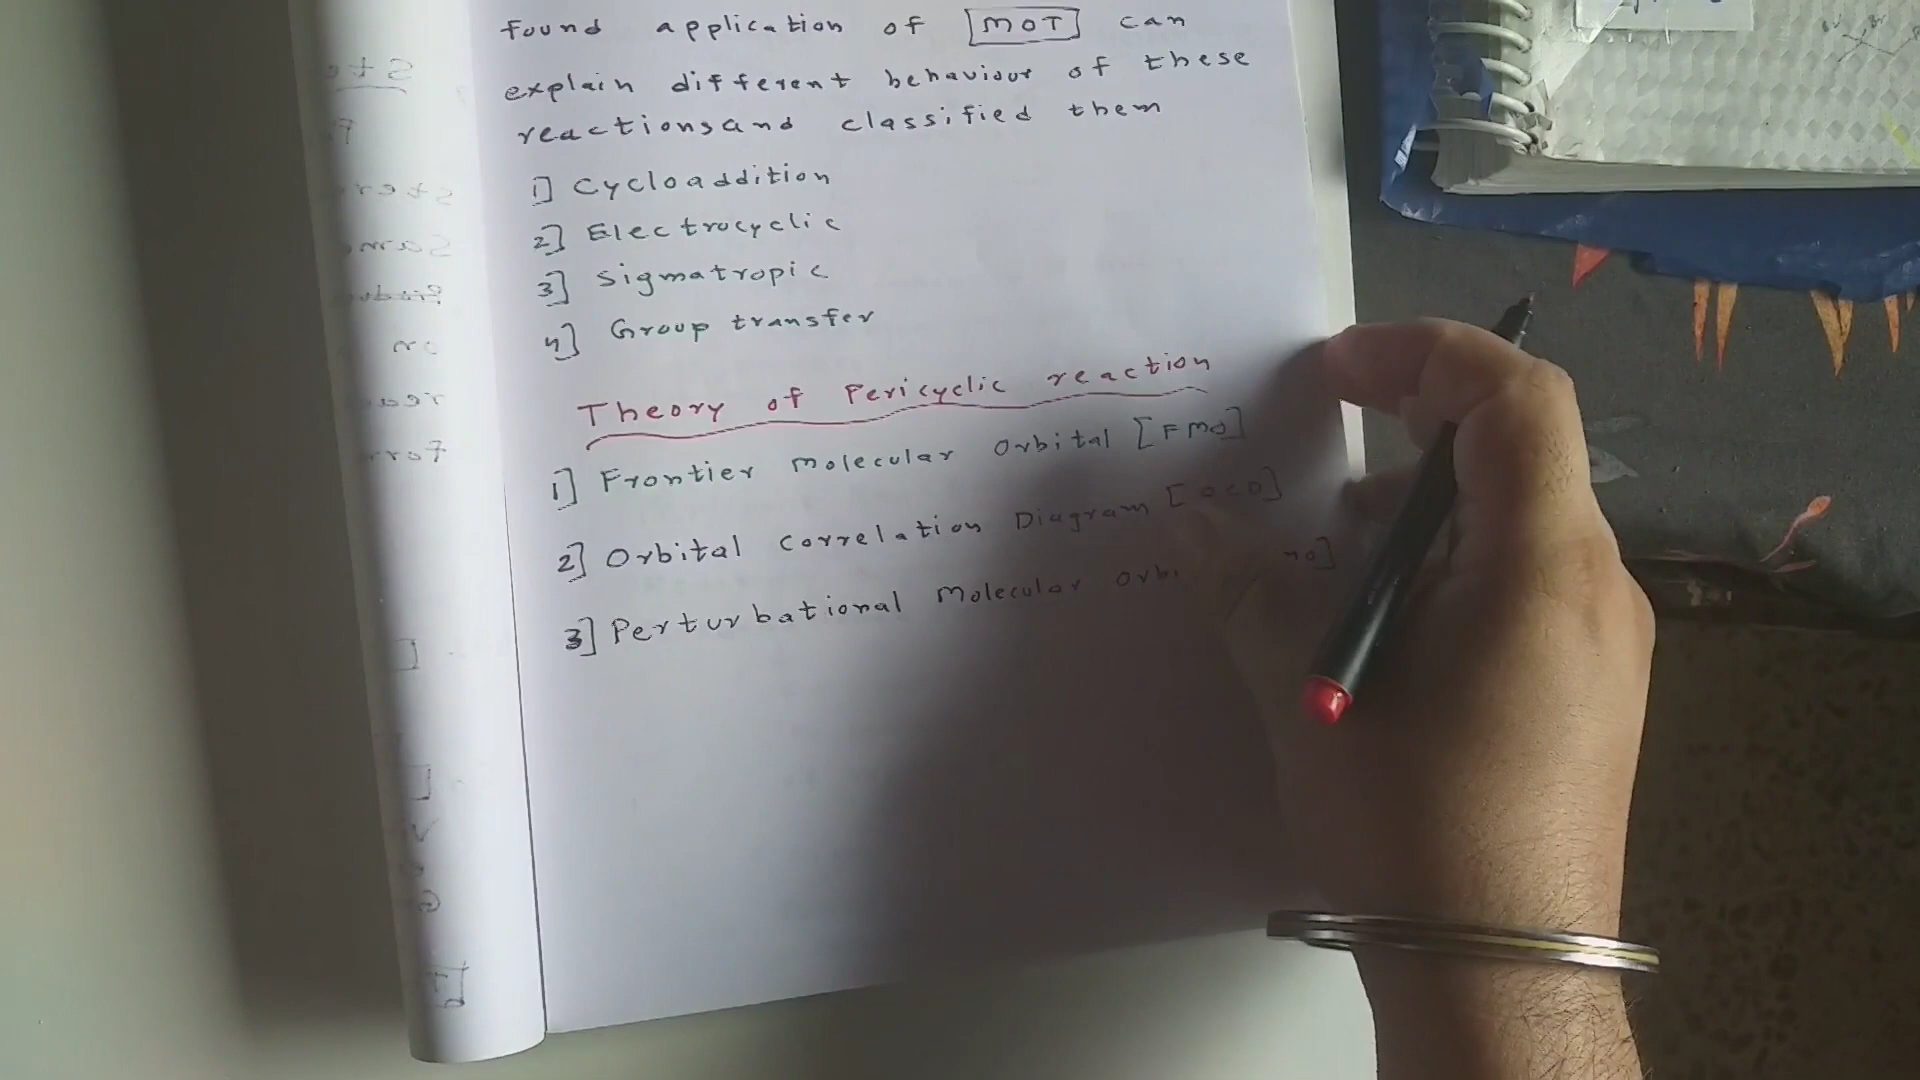 found application of MOT can
explain different behaviour of these
reactions and classified them
1] Cycloaddition
2] Electrocyclic
3] Sigmatropic
4] Group transfer
Theory of Pericyclic reaction
1] Frontier Molecular Orbital [FMO]
2] Orbital correlation Diagram [OCD]
3] Perturbational Molecular